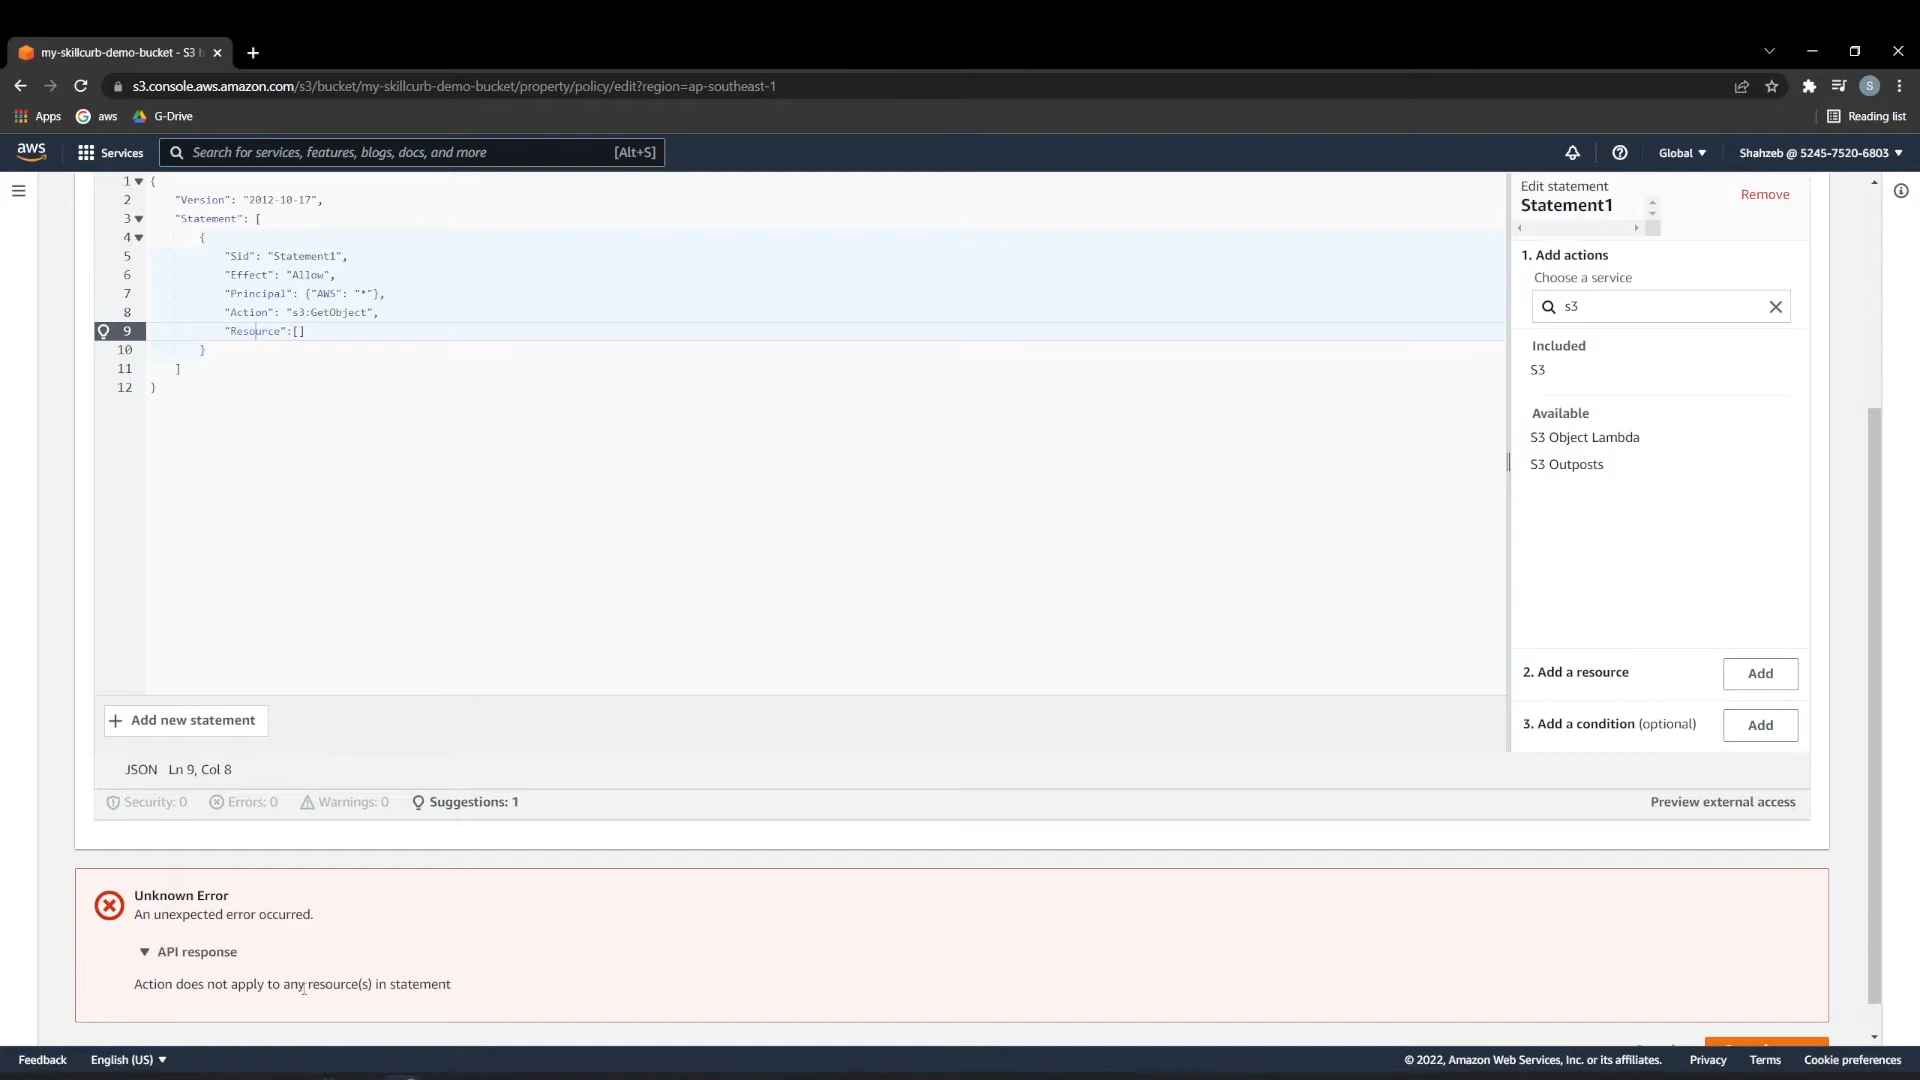 my-skillcurb-demo-bucket - S3 b
s3.console.aws.amazon.com/s3/bucket/my-skillcurb-demo-bucket/property/policy/edit?region=ap-southeast-1
S
Apps
aws
G-Drive
Reading list
aws
Services
Search for services, features, blogs, docs, and more
[Alt+S]
Global
Shahzeb @ 5245-7520-6803
1 {
2 "Version": "2012-10-17",
3 "Statement": [
4 {
5 "Sid": "Statement1",
6 "Effect": "Allow",
7 "Principal": {"AWS": "*"},
8 "Action": "s3:GetObject",
9 "Resource":[]
10 }
11 ]
12 }
Edit statement
Statement1
Remove
1. Add actions
Choose a service
s3
Included
S3
Available
S3 Object Lambda
S3 Outposts
2. Add a resource
Add
3. Add a condition (optional)
Add
+ Add new statement
JSON Ln 9, Col 8
Security: 0
Errors: 0
Warnings: 0
Suggestions: 1
Preview external access
Unknown Error
An unexpected error occurred.
API response
Action does not apply to any resource(s) in statement
Feedback
English (US)
© 2022, Amazon Web Services, Inc. or its affiliates.
Privacy
Terms
Cookie preferences